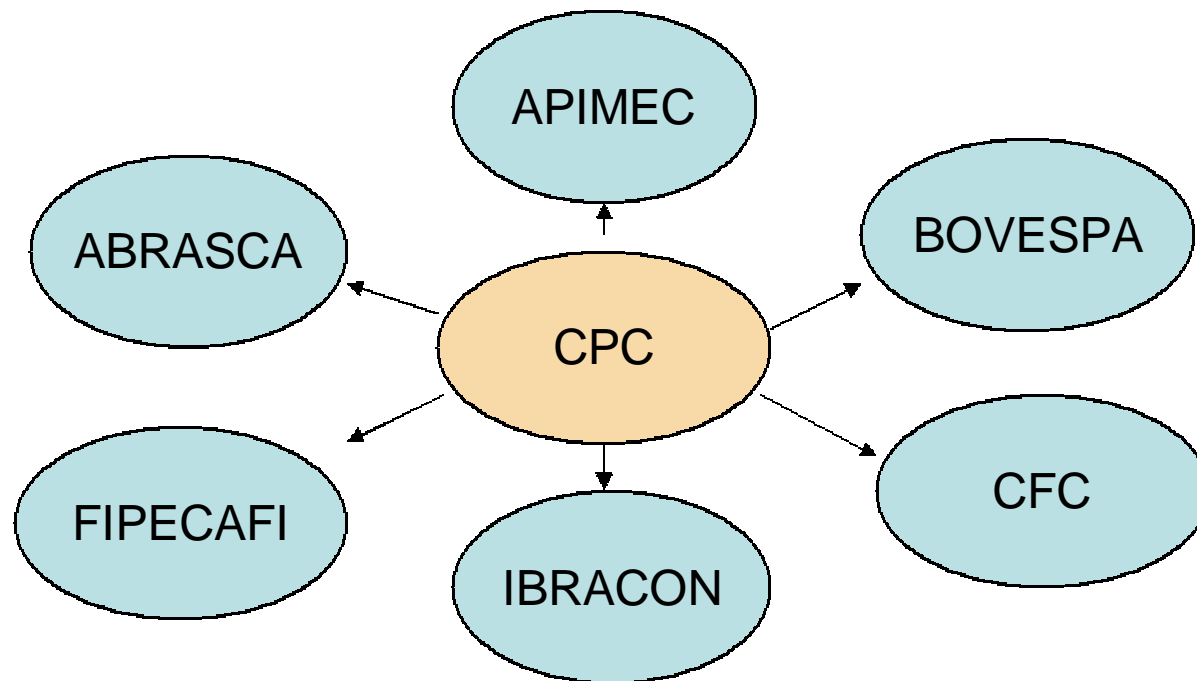 APIMEC
ABRASCA
BOVESPA
CPC
FIPECAFI
CFC
IBRACON